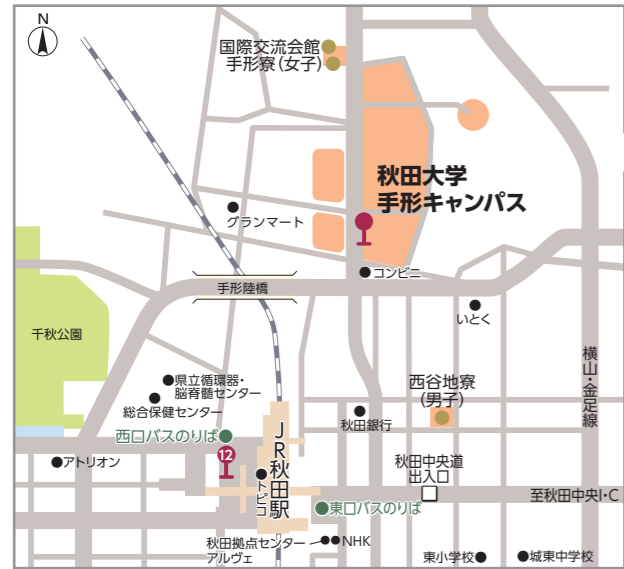 N
国際交流会館
手形寮(女子)
秋田大学
手形キャンパス
グランマート
コンビニ
手形陸橋
いとく
千秋公園
県立循環器・
脳脊髄センター
総合保健センター
西谷地寮
(男子)
横山・金足線
秋田銀行
西口バスのりば
12
JR秋田駅
トピコ
アトリオン
秋田中央道
出入口
至秋田中央I・C
東口バスのりば
秋田拠点センター
アルヴェ
NHK
東小学校
城東中学校